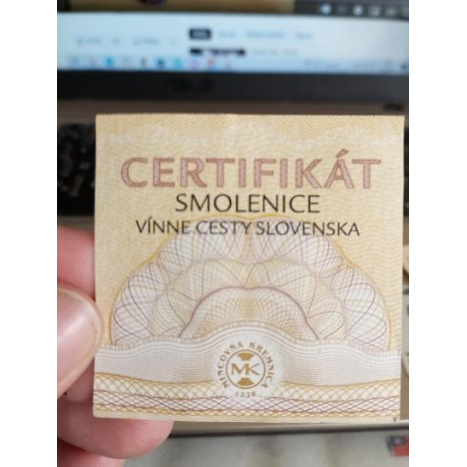 CERTIFIKÁT
SMOLENICE
VÍNNE CESTY SLOVENSKA
MINCOVŇA KREMNICA
MK
1328